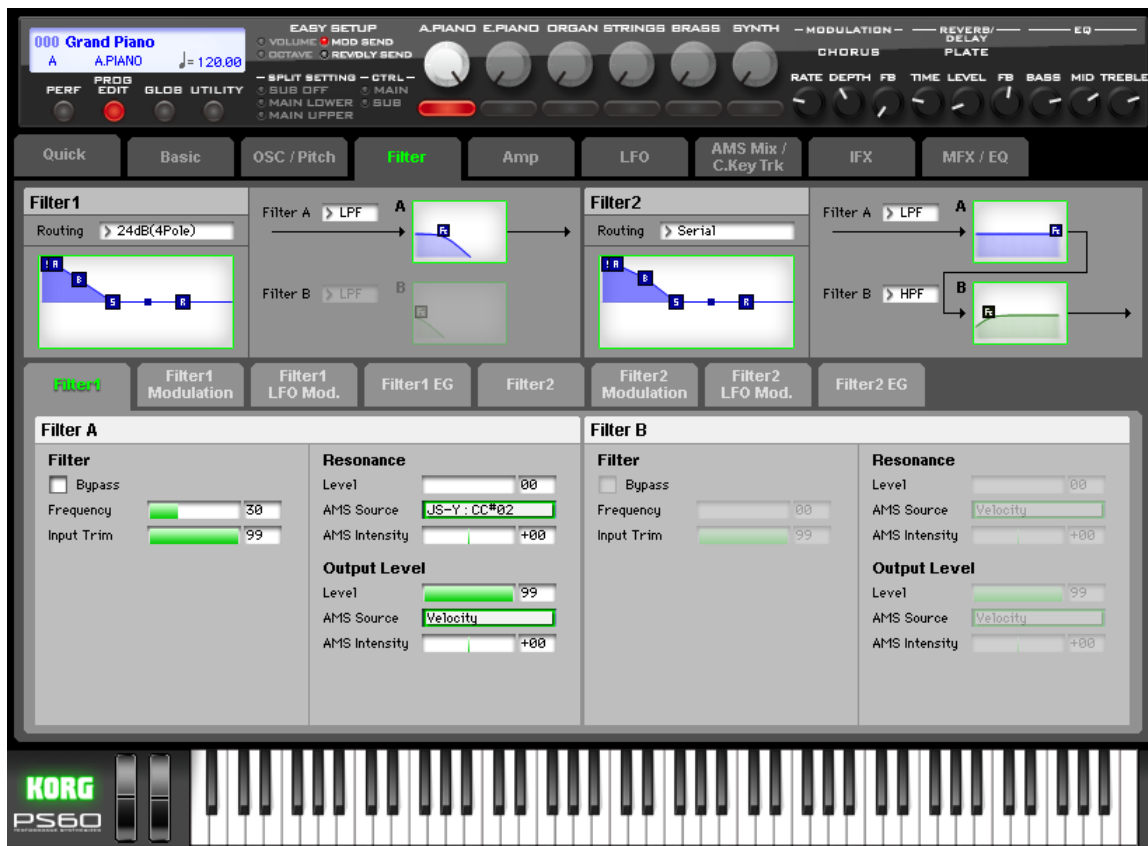 EASY SETUP
VOLUME MOD SEND
OCTAVE REV/DLY SEND
SPLIT SETTING CTRL
SUB OFF MAIN
MAIN LOWER SUB
MAIN UPPER
000 Grand Piano
A A.PIANO ♩= 120.00
PERF PROG EDIT GLOB UTILITY
A.PIANO E.PIANO ORGAN STRINGS BRASS SYNTH
MODULATION REVERB/DELAY EQ
CHORUS PLATE
RATE DEPTH FB TIME LEVEL FB BASS MID TREBLE
Quick Basic OSC / Pitch Filter Amp LFO AMS Mix / C.Key Trk IFX MFX / EQ
Filter1
Routing > 24dB(4Pole)
! A B S R
Filter A > LPF A Fc
Filter B > LPF B Fc
Filter2
Routing > Serial
! A B S R
Filter A > LPF A Fc
Filter B > HPF B Fc
Filter1 Filter1 Modulation Filter1 LFO Mod. Filter1 EG Filter2 Filter2 Modulation Filter2 LFO Mod. Filter2 EG
Filter A
Filter
Bypass
Frequency 30
Input Trim 99
Resonance
Level 00
AMS Source JS-Y:CC#02
AMS Intensity +00
Output Level
Level 99
AMS Source Velocity
AMS Intensity +00
Filter B
Filter
Bypass
Frequency 00
Input Trim 99
Resonance
Level 00
AMS Source Velocity
AMS Intensity +00
Output Level
Level 99
AMS Source Velocity
AMS Intensity +00
KORG
PS60
PERFORMANCE SYNTHESIZER